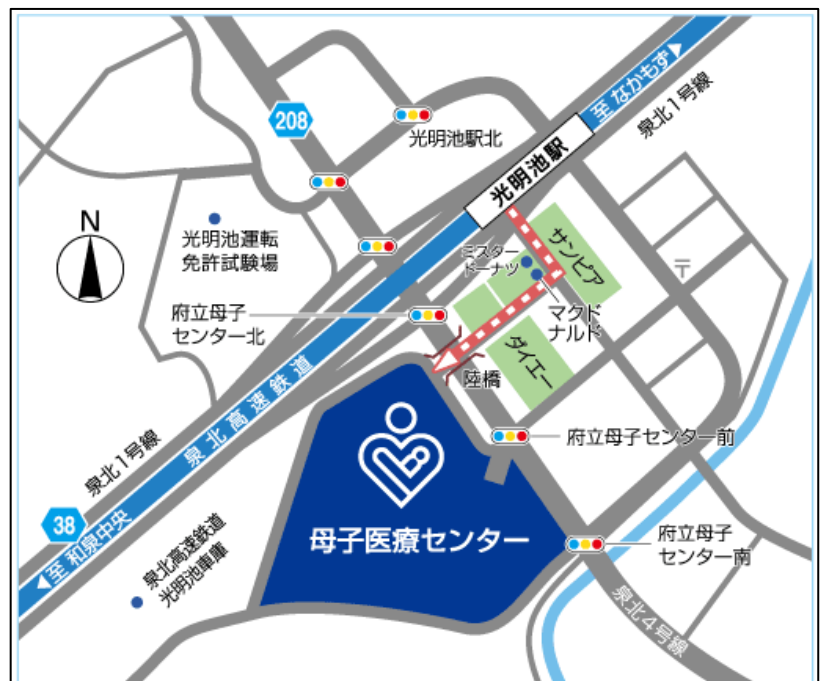 至 なかもず
泉北1号線
208
光明池駅北
光明池駅
N
光明池運転
免許試験場
ミスター
ドーナツ
サンピア
〒
府立母子
センター北
マクド
ナルド
ダイエー
陸橋
泉北高速鉄道
府立母子センター前
泉北1号線
38
至 和泉中央
泉北高速鉄道
光明池車庫
母子医療センター
府立母子
センター南
泉北4号線